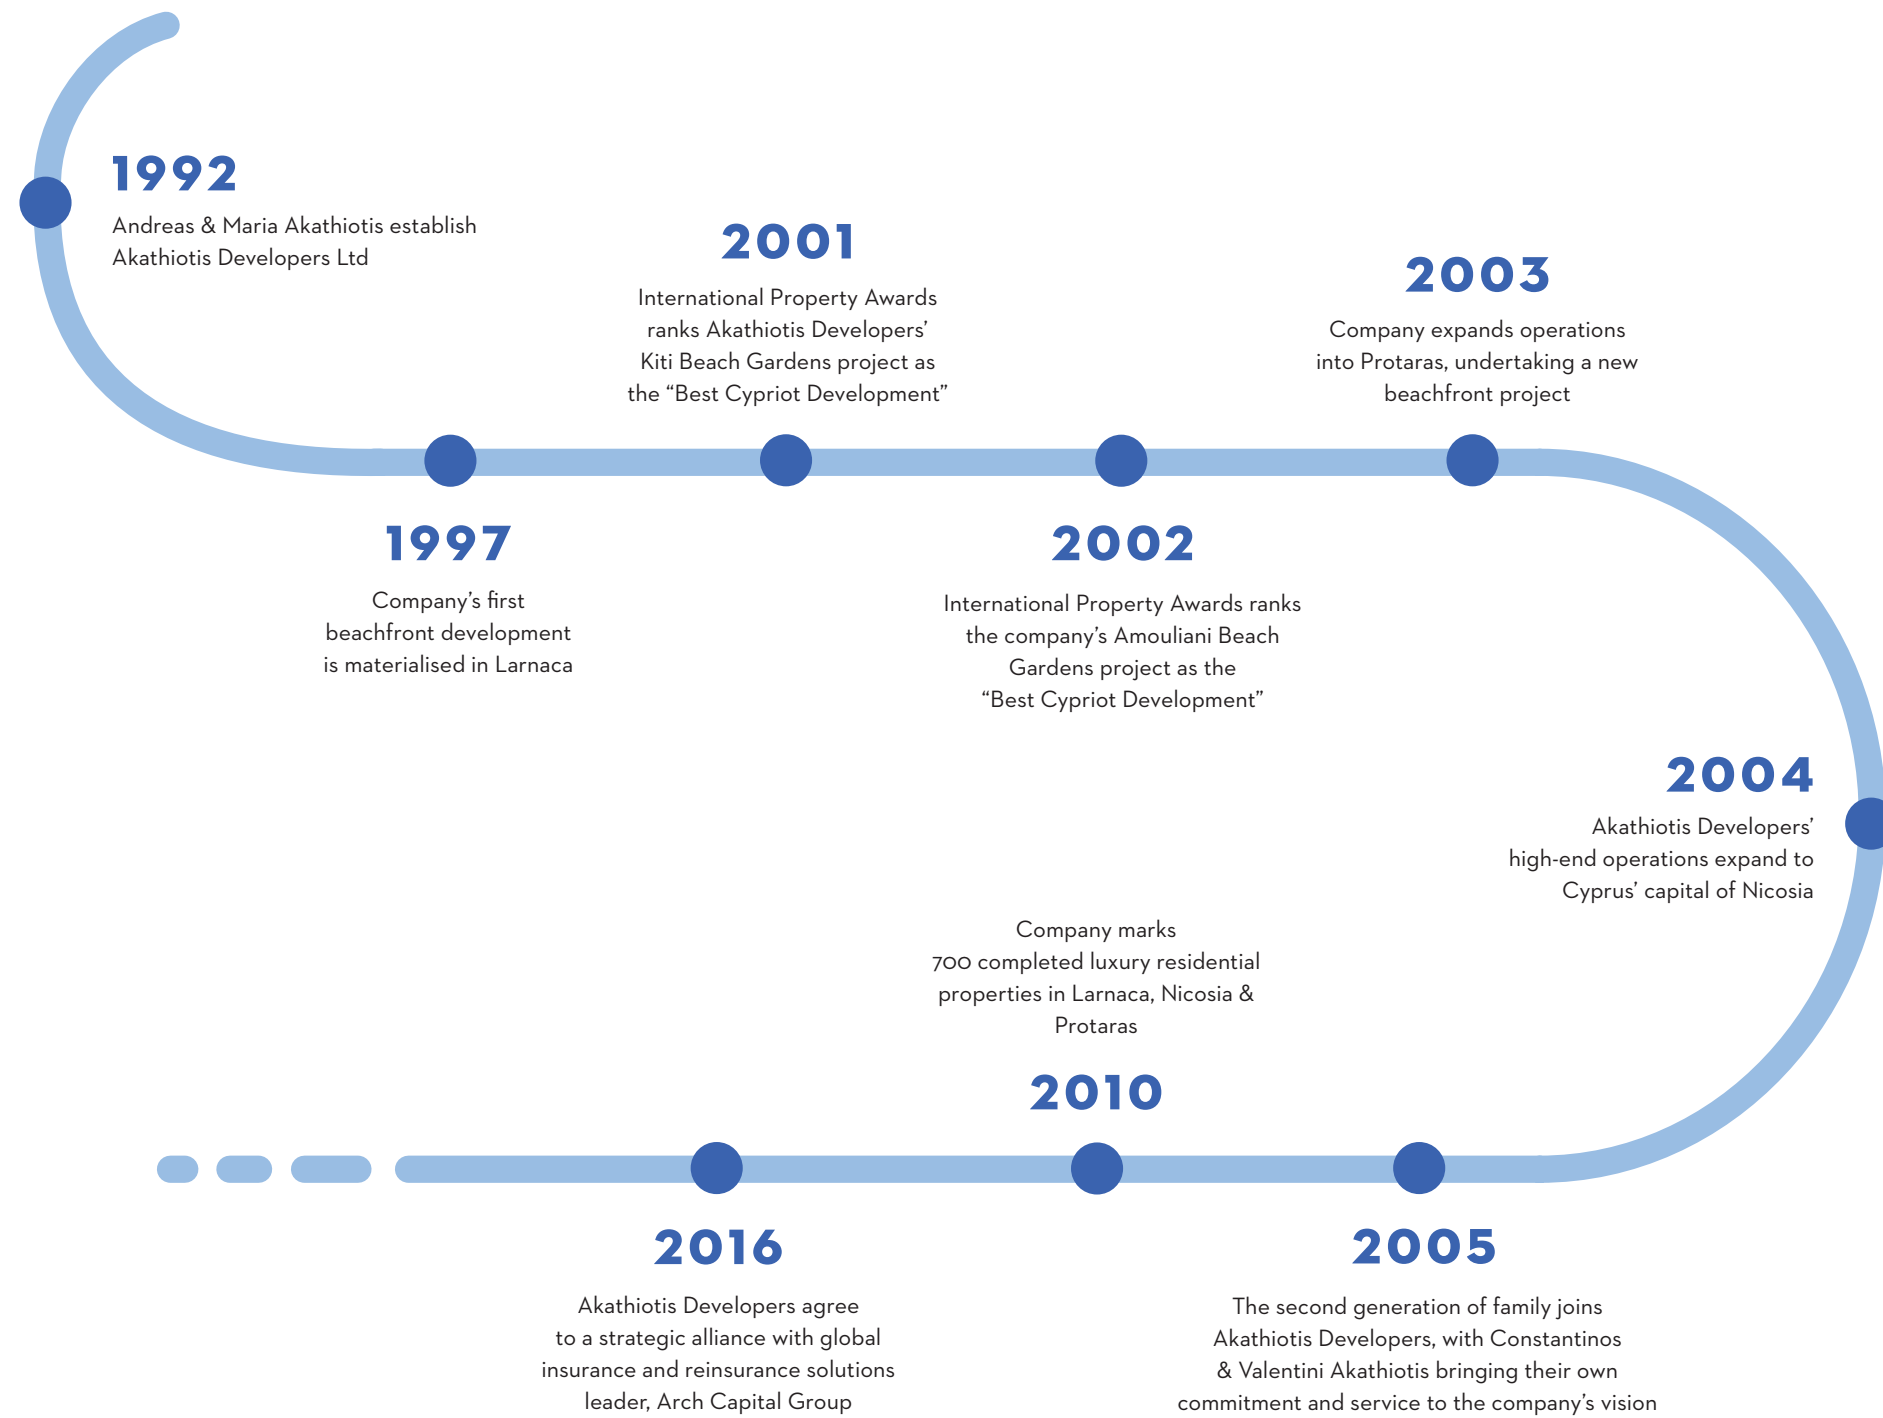 1992
Andreas & Maria Akathiotis establish
Akathiotis Developers Ltd
1997
Company’s first
beachfront development
is materialised in Larnaca
2001
International Property Awards
ranks Akathiotis Developers’
Kiti Beach Gardens project as
the “Best Cypriot Development”
2002
International Property Awards ranks
the company’s Amouliani Beach
Gardens project as the
“Best Cypriot Development”
2003
Company expands operations
into Protaras, undertaking a new
beachfront project
2004
Akathiotis Developers’
high-end operations expand to
Cyprus’ capital of Nicosia
2005
The second generation of family joins
Akathiotis Developers, with Constantinos
& Valentini Akathiotis bringing their own
commitment and service to the company’s vision
Company marks
700 completed luxury residential
properties in Larnaca, Nicosia &
Protaras
2010
2016
Akathiotis Developers agree
to a strategic alliance with global
insurance and reinsurance solutions
leader, Arch Capital Group